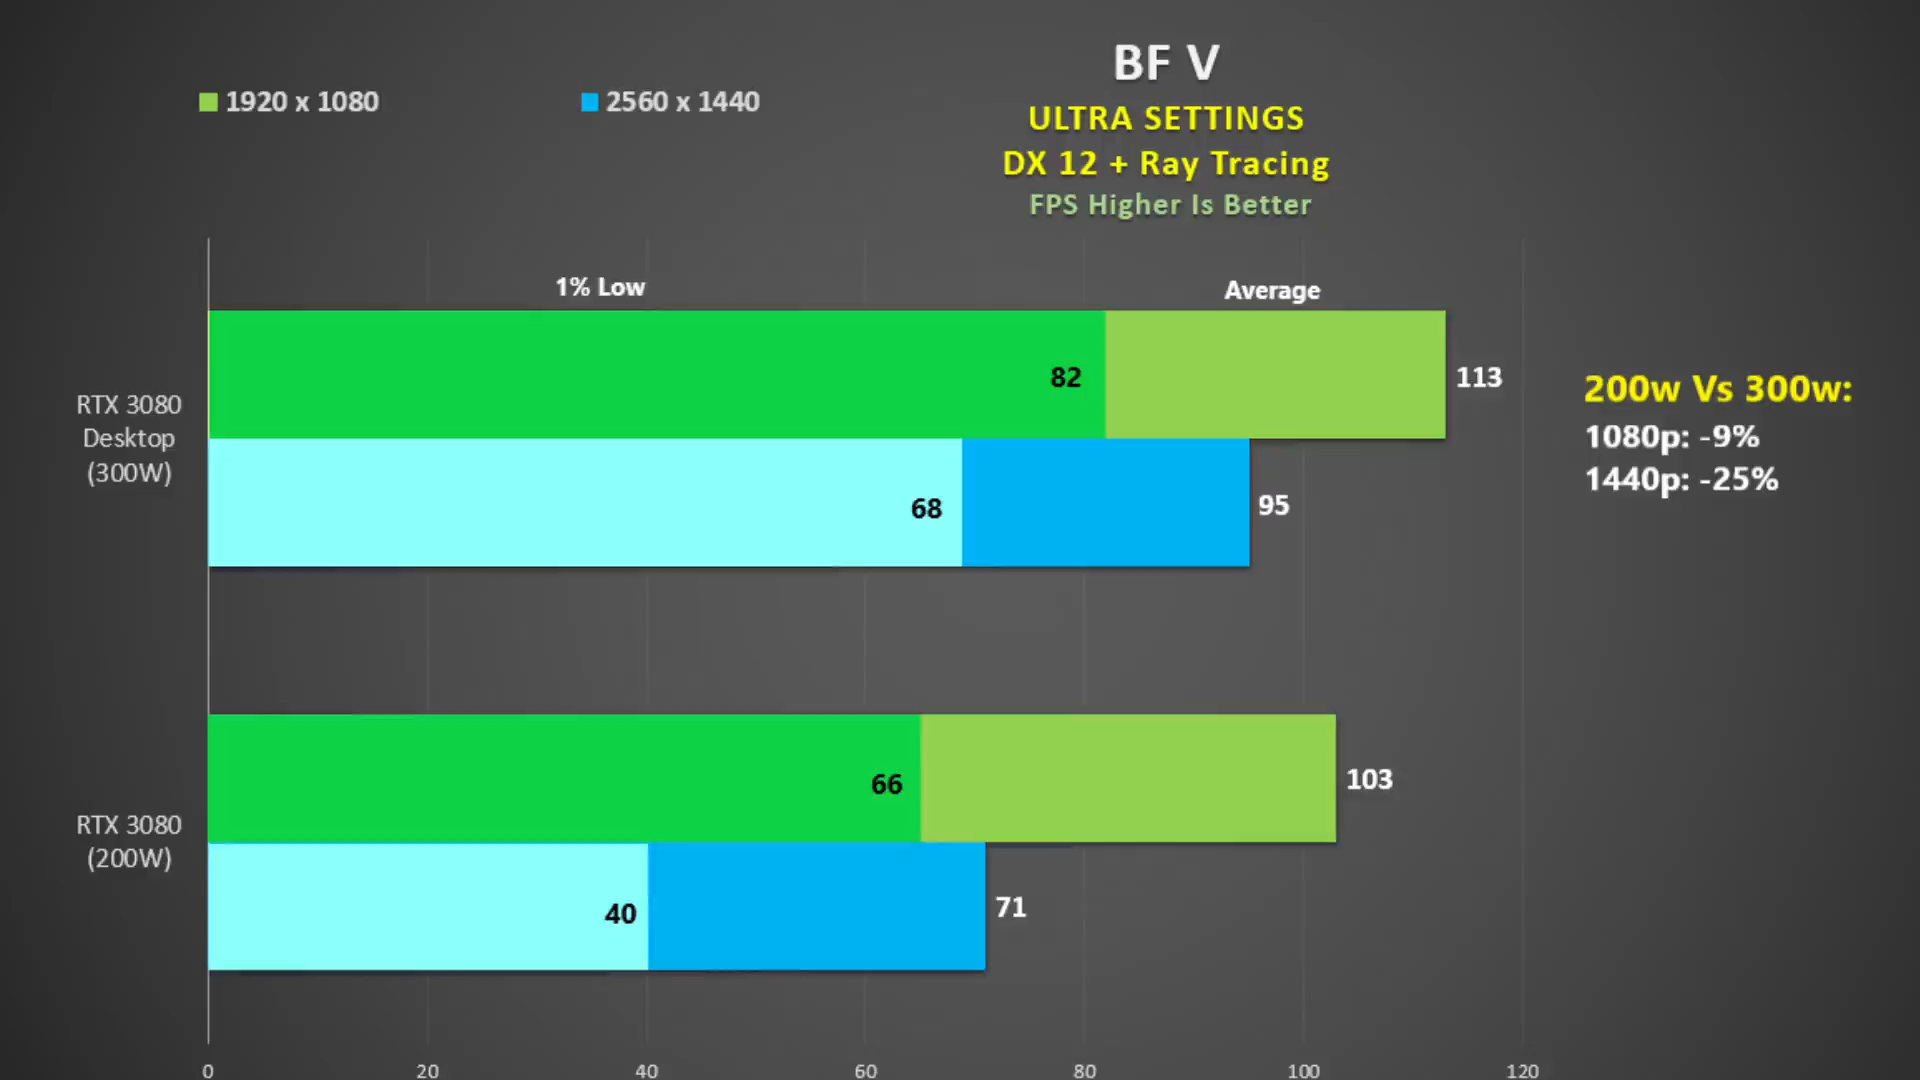 1920 x 1080
2560 x 1440
BF V
ULTRA SETTINGS
DX 12 + Ray Tracing
FPS Higher Is Better
1% Low
Average
RTX 3080
Desktop
(300W)
82
113
68
95
200w Vs 300w:
1080p: -9%
1440p: -25%
RTX 3080
(200W)
66
103
40
71
0
20
40
60
80
100
120